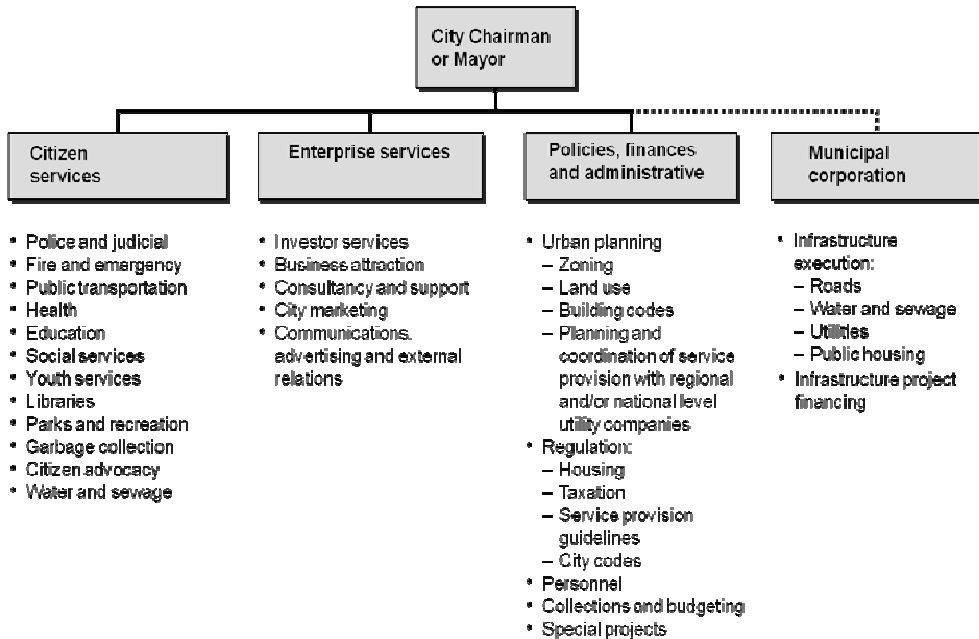 City Chairman
or Mayor
Citizen
services
Enterprise services
Policies, finances
and administrative
Municipal
corporation
• Police and judicial
• Fire and emergency
• Public transportation
• Health
• Education
• Social services
• Youth services
• Libraries
• Parks and recreation
• Garbage collection
• Citizen advocacy
• Water and sewage
• Investor services
• Business attraction
• Consultancy and support
• City marketing
• Communications,
advertising and external
relations
• Urban planning
– Zoning
– Land use
– Building codes
– Planning and
coordination of service
provision with regional
and/or national level
utility companies
• Regulation:
– Housing
– Taxation
– Service provision
guidelines
– City codes
• Personnel
• Collections and budgeting
• Special projects
• Infrastructure
execution:
– Roads
– Water and sewage
– Utilities
– Public housing
• Infrastructure project
financing